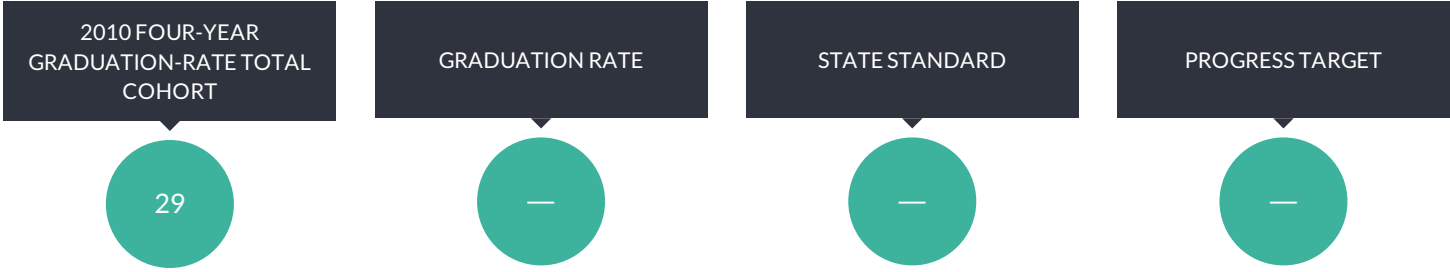 2010 FOUR-YEAR
GRADUATION-RATE TOTAL
COHORT
29
GRADUATION RATE
—
STATE STANDARD
—
PROGRESS TARGET
—